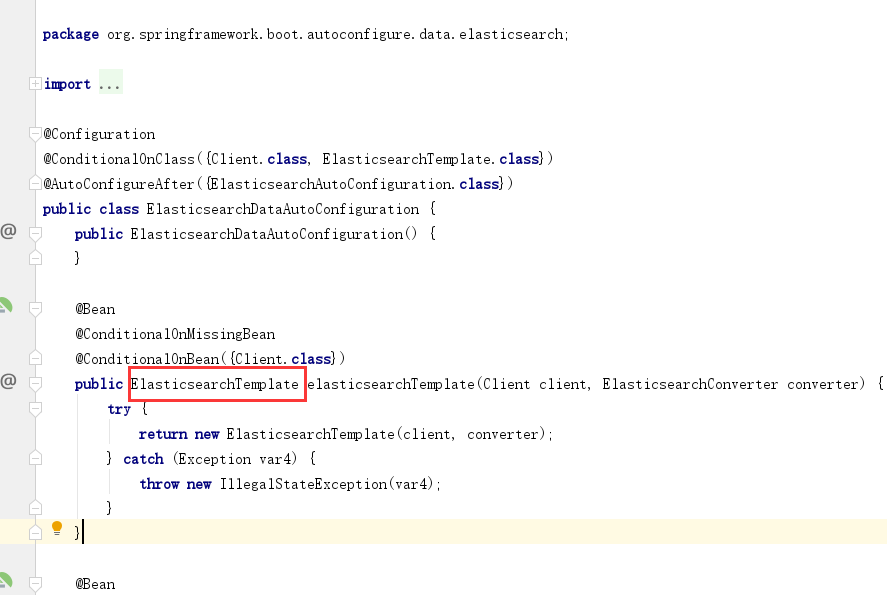 package org.springframework.boot.autoconfigure.data.elasticsearch;
import ...
@Configuration
@ConditionalOnClass({Client.class, ElasticsearchTemplate.class})
@AutoConfigureAfter({ElasticsearchAutoConfiguration.class})
public class ElasticsearchDataAutoConfiguration {
    public ElasticsearchDataAutoConfiguration() {
    }
    @Bean
    @ConditionalOnMissingBean
    @ConditionalOnBean({Client.class})
    public ElasticsearchTemplate elasticsearchTemplate(Client client, ElasticsearchConverter converter) {
        try {
            return new ElasticsearchTemplate(client, converter);
        } catch (Exception var4) {
            throw new IllegalStateException(var4);
        }
    }
    @Bean